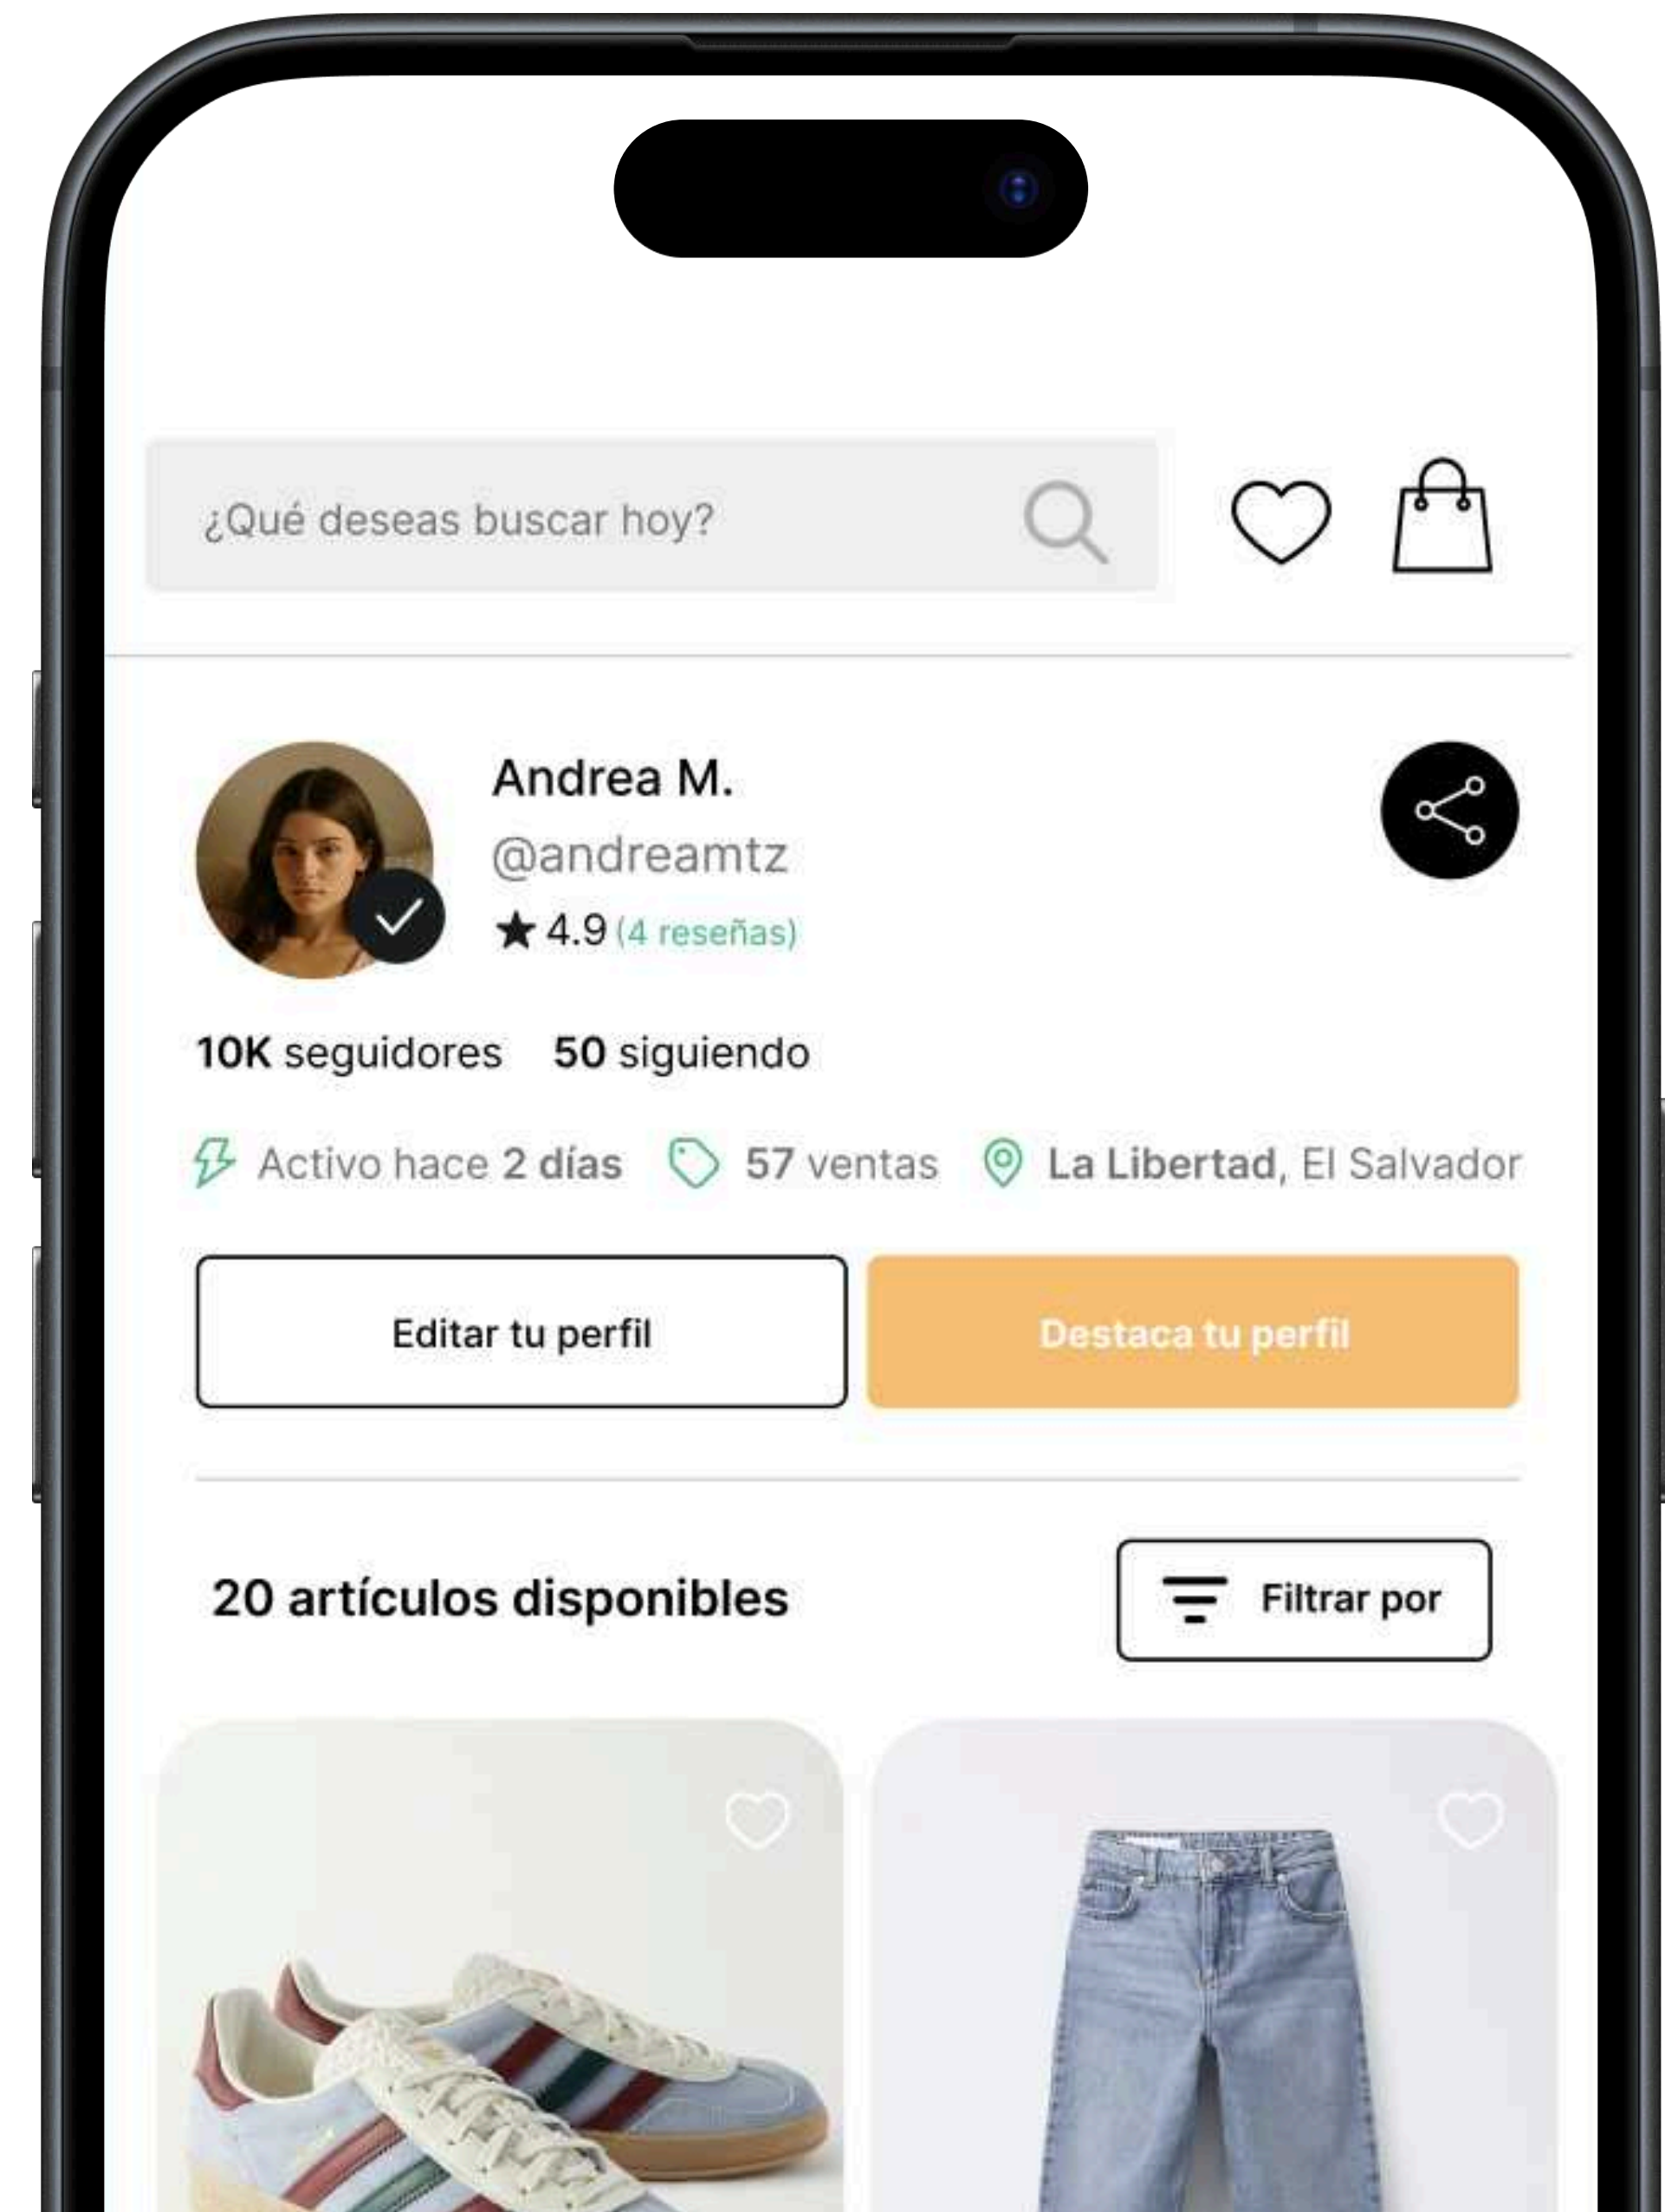 ¿Qué deseas buscar hoy?
Andrea M.
@andreamtz
4.9 (4 reseñas)
10K seguidores 50 siguiendo
Activo hace 2 días 57 ventas La Libertad, El Salvador
Editar tu perfil Destaca tu perfil
20 artículos disponibles Filtrar por